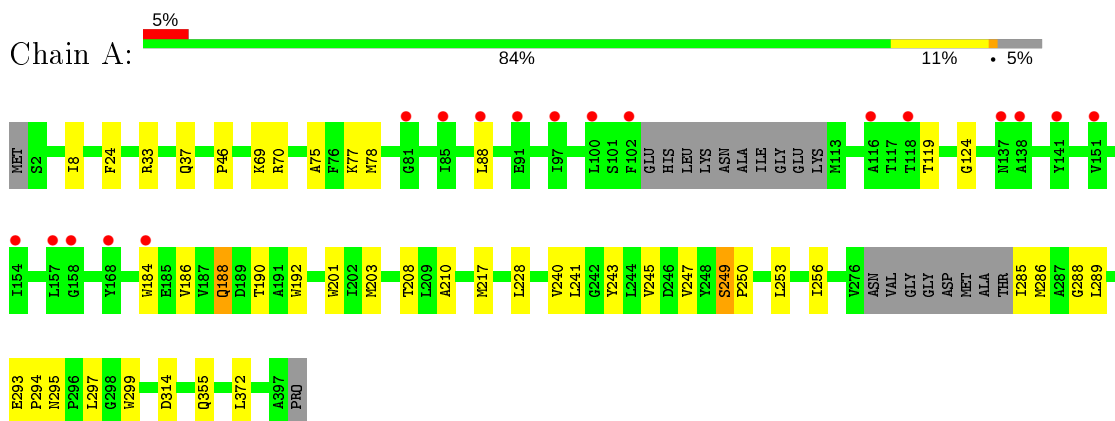 5%
Chain A:
84% 11% • 5%
MET S2 I8 F24 R33 Q37 P46 K69 R70 A75 F76 K77 M78 G81 I85 L88 E91 I97 L100 S101 F102 GLU HIS LEU LYS ASN ALA ILE GLY GLU LYS M113 A116 T117 T118 T119 G124 N137 A138 Y141 V151
I154 L157 G158 Y168 W184 E185 V186 V187 Q188 D189 T190 A191 W192 W201 I202 M203 T208 L209 A210 M217 L228 V240 L241 G242 Y243 L244 V245 D246 V247 Y248 S249 P250 L253 I256 V276 ASN VAL GLY GLY ASP MET ALA THR I285 M286 A287 G288 L289
E293 P294 N295 P296 L297 G298 W299 D314 Q355 L372 A397 PRO